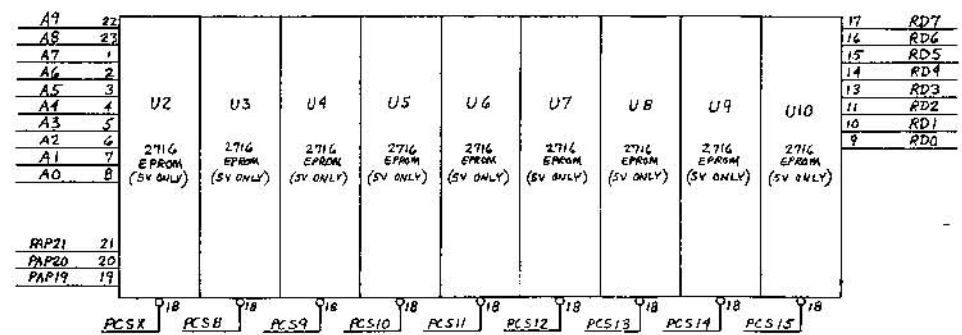 A9 22
A8 23
A7 1
A6 2
A5 3
A4 4
A3 5
A2 6
A1 7
A0 8
PAP21 21
PAP20 20
PAP19 19
U2 U3 U4 U5 U6 U7 U8 U9 U10
2716 2716 2716 2716 2716 2716 2716 2716 2716
EPROM EPROM EPROM EPROM EPROM EPROM EPROM EPROM EPROM
(5V ONLY) (5V ONLY) (5V ONLY) (5V ONLY) (5V ONLY) (5V ONLY) (5V ONLY) (5V ONLY) (5V ONLY)
17 RD7
16 RD6
15 RD5
14 RD4
13 RD3
11 RD2
10 RD1
9 RD0
18 18 18 18 18 18 18 18 18
PCSX PCS8 PCS9 PCS10 PCS11 PCS12 PCS13 PCS14 PCS15